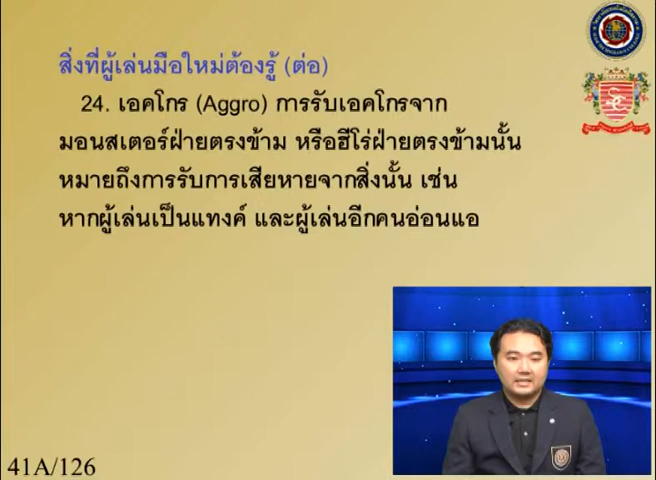 สิ่งที่ผู้เล่นมือใหม่ต้องรู้ (ต่อ)
24. เอคโกร (Aggro) การรับเอคโกรจาก
มอนสเตอร์ฝ่ายตรงข้าม หรือฮีโร่ฝ่ายตรงข้ามนั้น
หมายถึงการรับการเสียหายจากสิ่งนั้น เช่น
หากผู้เล่นเป็นแทงค์ และผู้เล่นอีกคนอ่อนแอ
41A/126